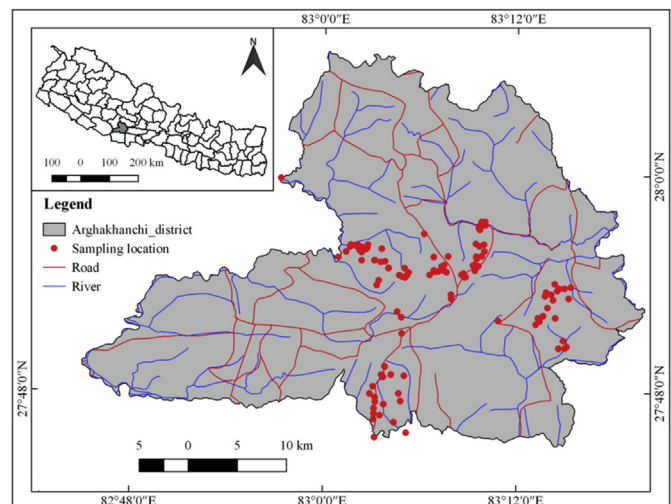 83°0'0"E 83°12'0"E
N
100 0 100 200 km
28°0'0"N
Legend
Arghakhanchi_district
Sampling location
Road
River
27°48'0"N 27°48'0"N
5 0 5 10 km
82°48'0"E 83°0'0"E 83°12'0"E